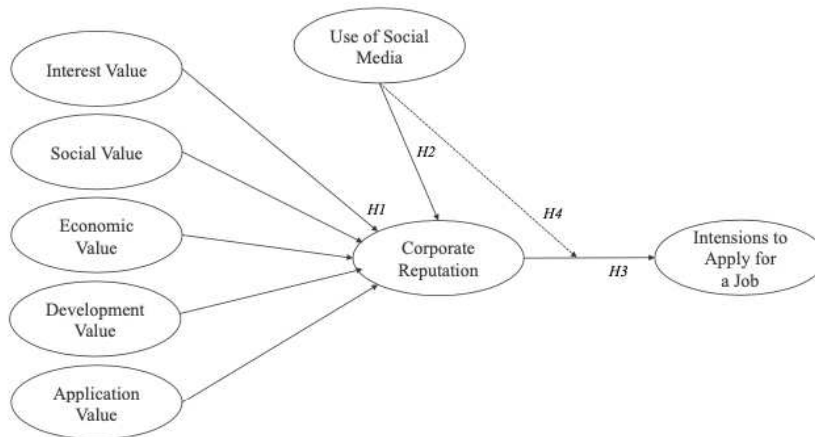 Use of Social
Media
Interest Value
Social Value
H2
H1
H4
Economic
Value
Corporate
Reputation
Intensions to
Apply for
a Job
H3
Development
Value
Application
Value